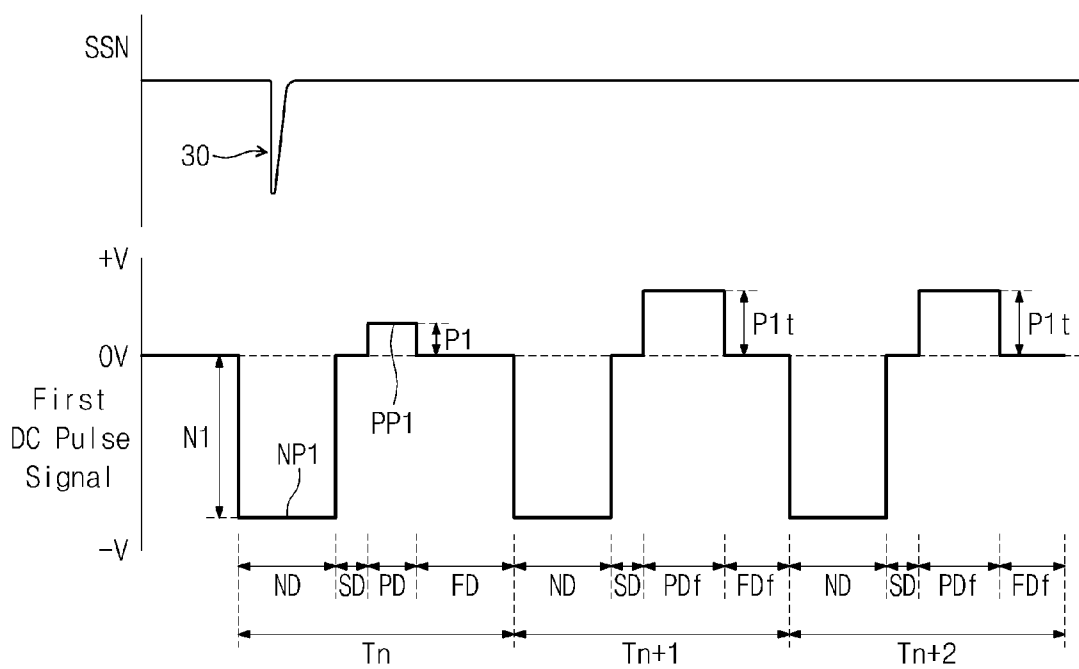 SSN
30
+V
0V
First
DC Pulse
Signal
-V
N1
NP1
P1
PP1
P1t
P1t
ND SD PD FD ND SD PDf FDf ND SD PDf FDf
Tn Tn+1 Tn+2